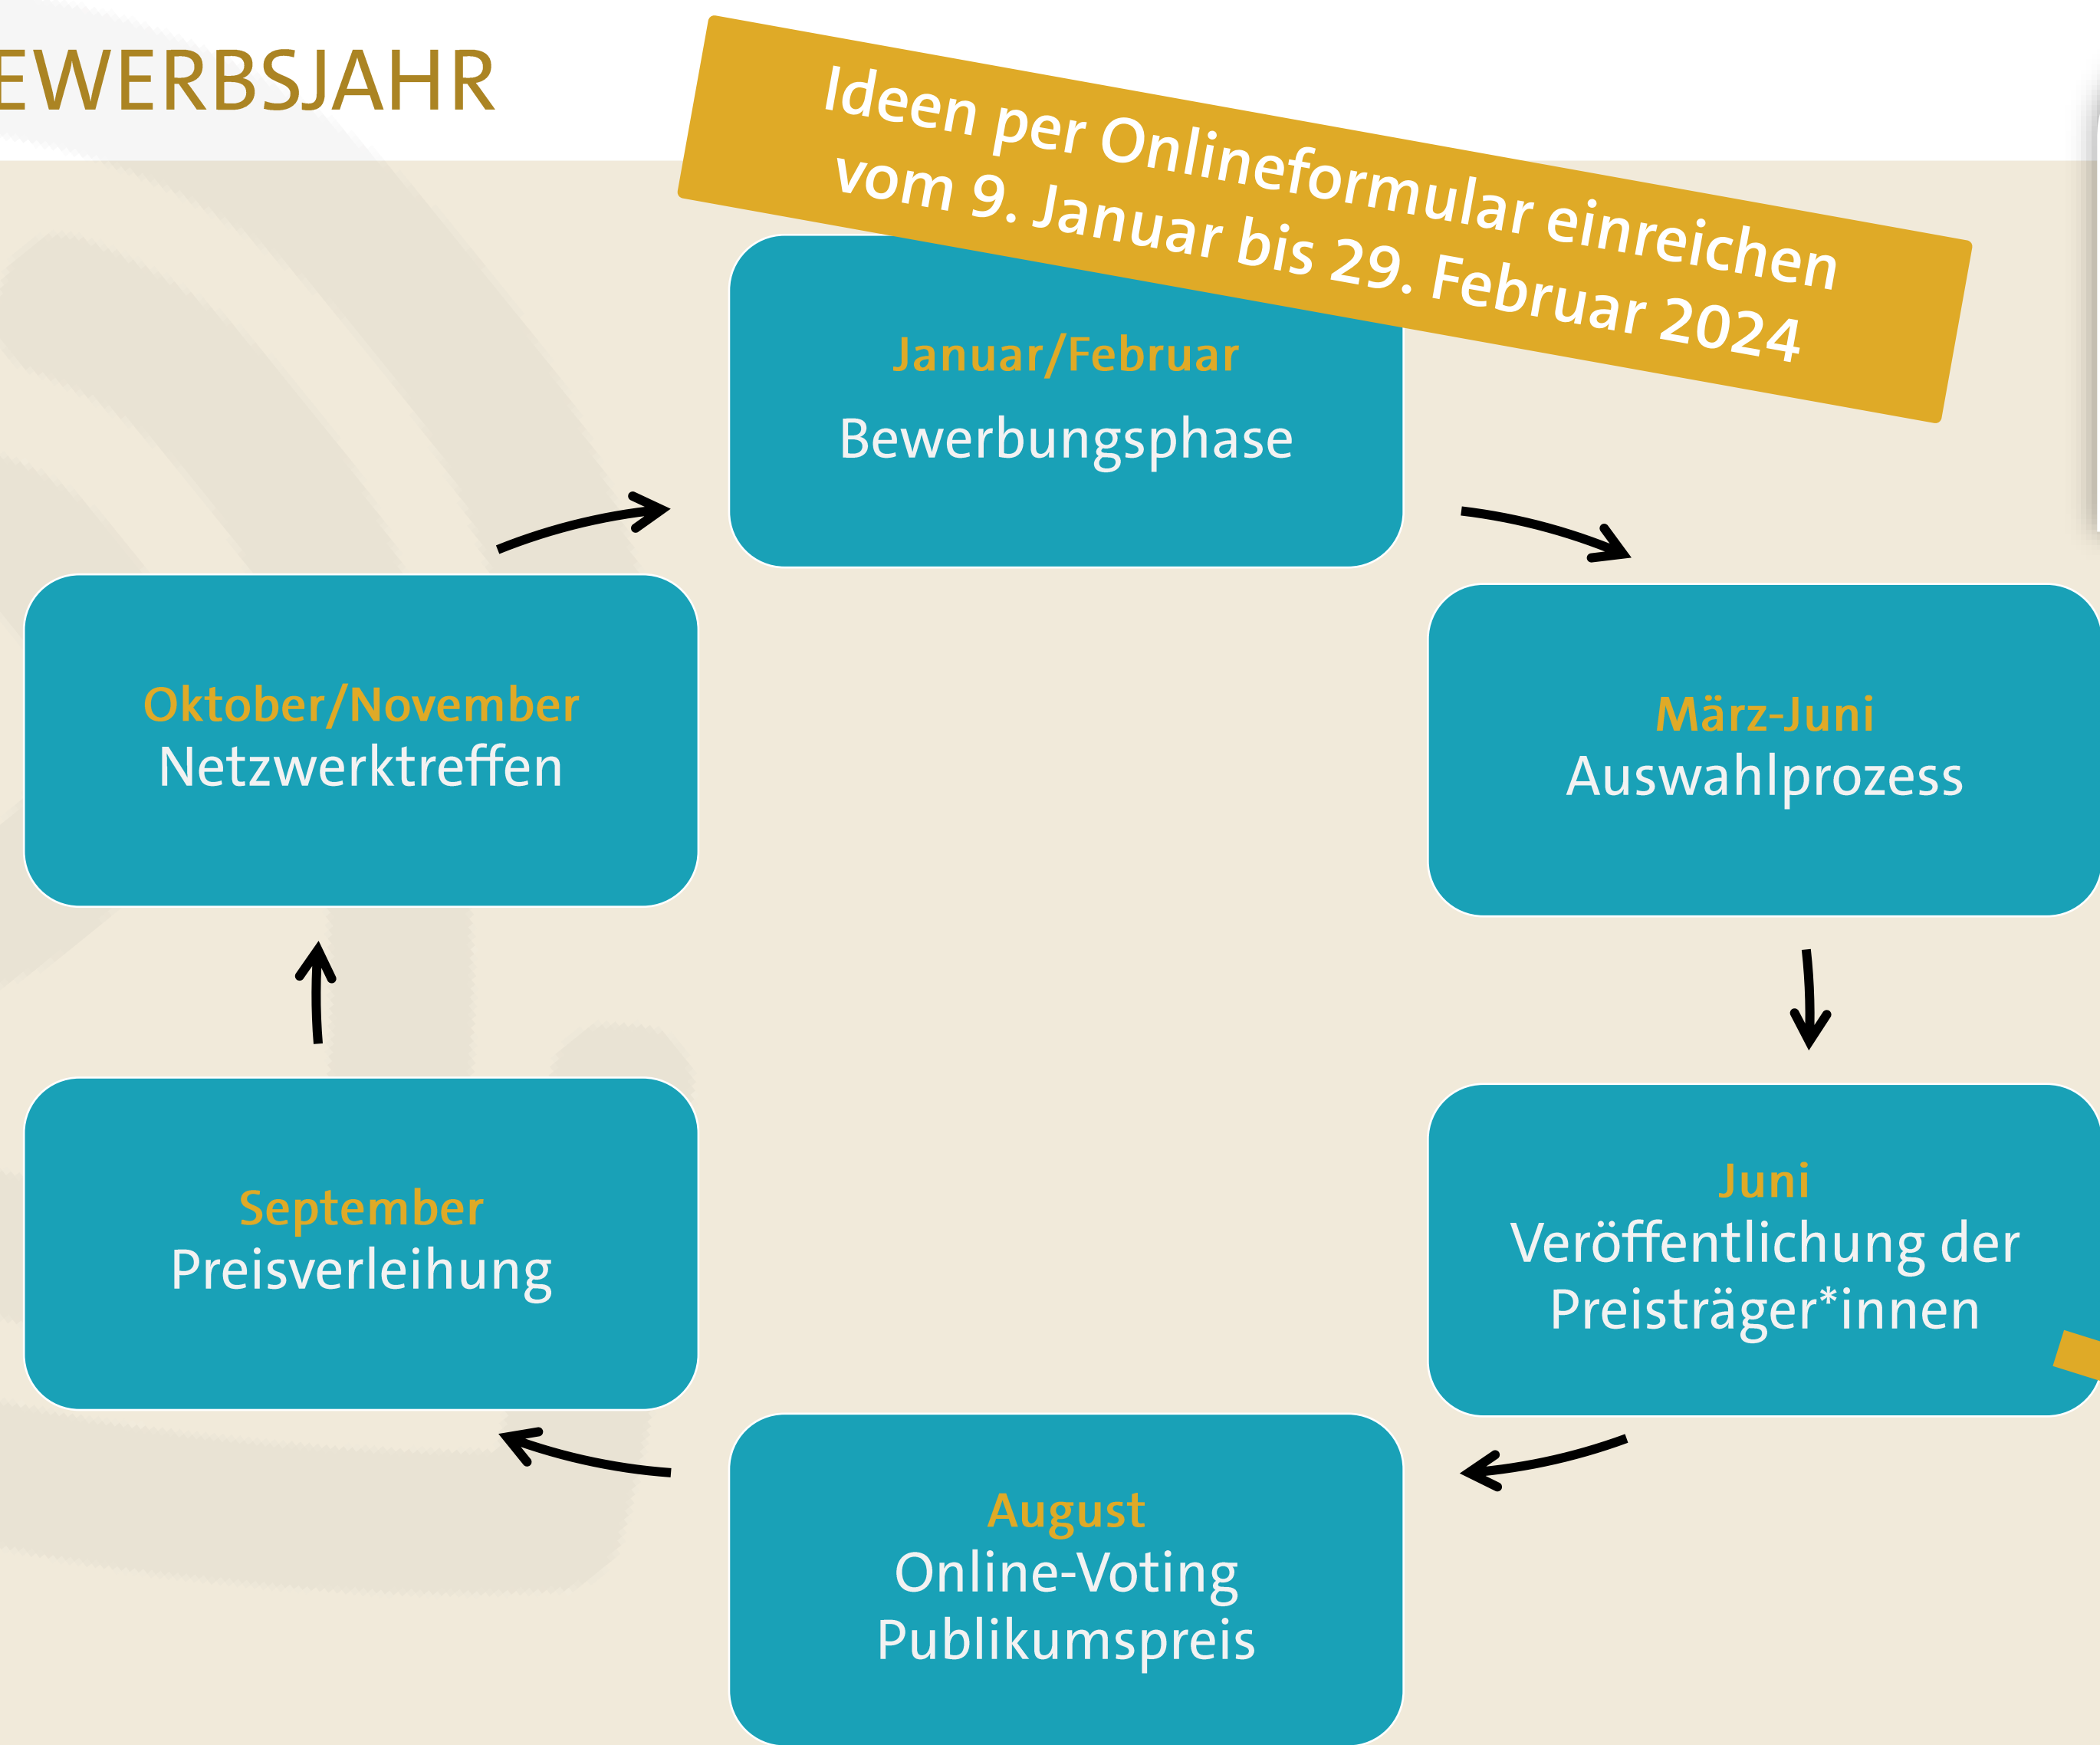 EWERBSJAHR
Ideen per Onlineformular einreichen
vom 9. Januar bis 29. Februar 2024
Januar/Februar
Bewerbungsphase
März-Juni
Auswahlprozess
Juni
Veröffentlichung der
Preisträger*innen
August
Online-Voting
Publikumspreis
September
Preisverleihung
Oktober/November
Netzwerktreffen